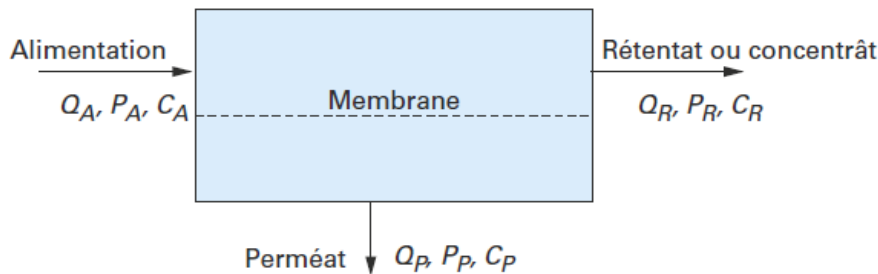 Alimentation
Rétentat ou concentrât
Q_A, P_A, C_A
Membrane
Q_R, P_R, C_R
Perméat
Q_P, P_P, C_P